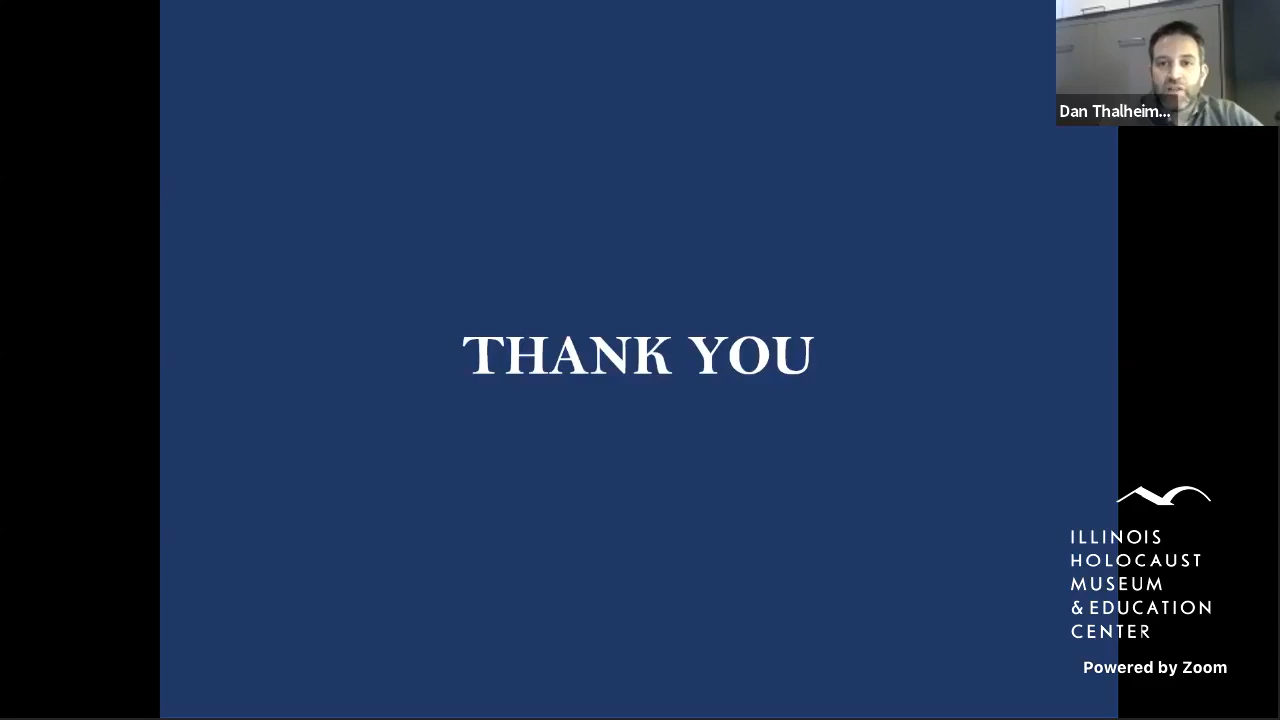 Dan Thalheim...
THANK YOU
ILLINOIS
HOLOCAUST
MUSEUM
& EDUCATION
CENTER
Powered by Zoom